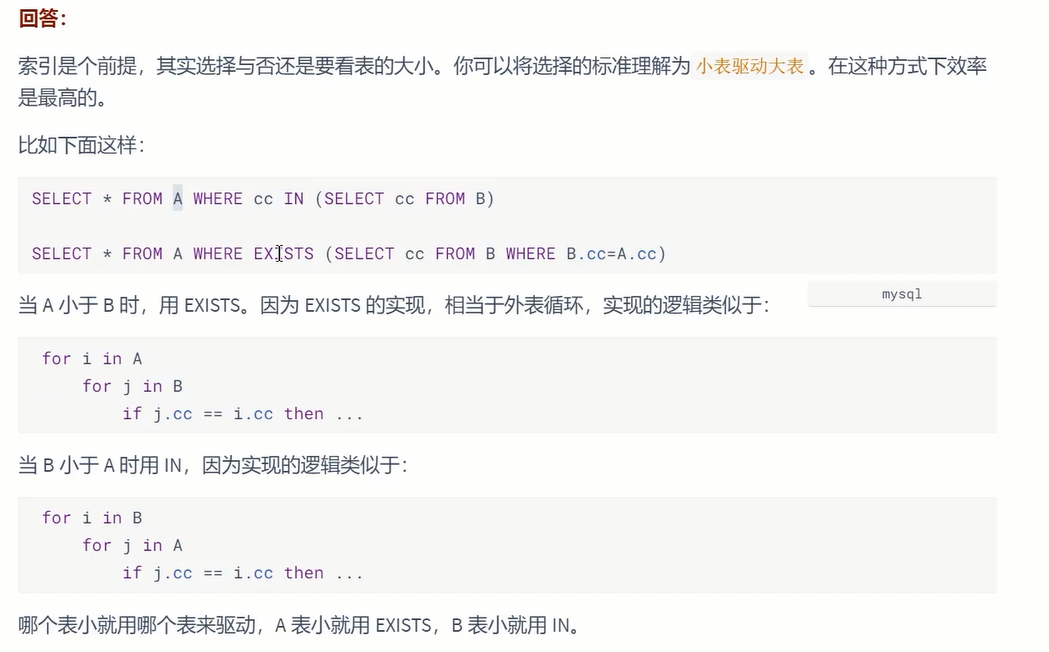 回答：
索引是个前提，其实选择与否还是要看表的大小。你可以将选择的标准理解为 小表驱动大表 。在这种方式下效率
是最高的。
比如下面这样：
SELECT * FROM A WHERE cc IN (SELECT cc FROM B)
SELECT * FROM A WHERE EXISTS (SELECT cc FROM B WHERE B.cc=A.cc)
当 A 小于 B 时，用 EXISTS。因为 EXISTS 的实现，相当于外表循环，实现的逻辑类似于：
mysql
for i in A
    for j in B
        if j.cc == i.cc then ...
当 B 小于 A 时用 IN，因为实现的逻辑类似于：
for i in B
    for j in A
        if j.cc == i.cc then ...
哪个表小就用哪个表来驱动，A 表小就用 EXISTS，B 表小就用 IN。